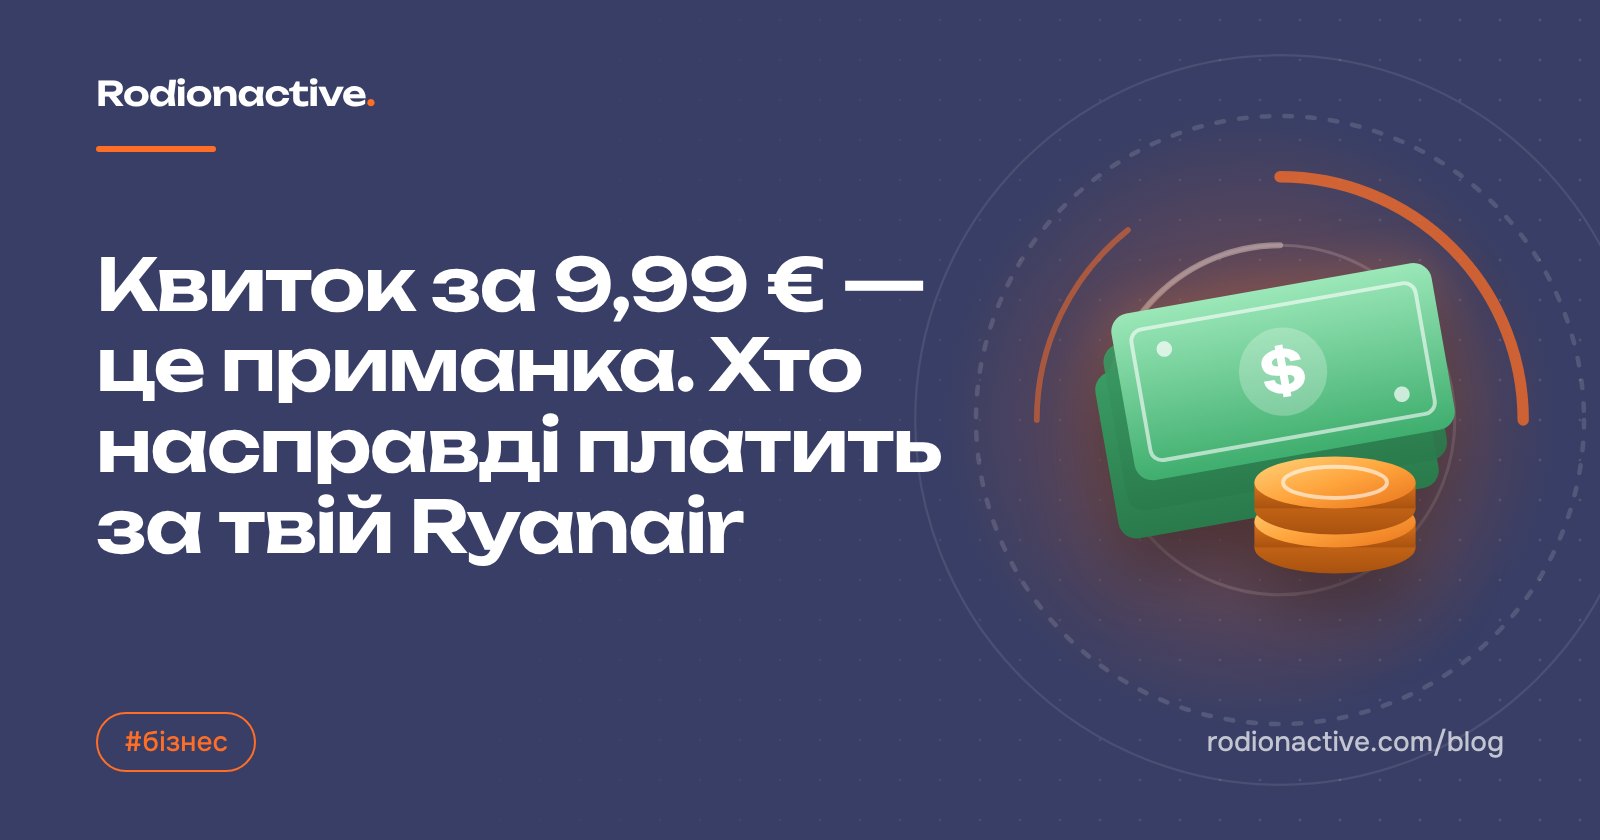 Rodionactive.
Квиток за 9,99 € —
це приманка. Хто
насправді платить
за твій Ryanair
$
#бізнес
rodionactive.com/blog